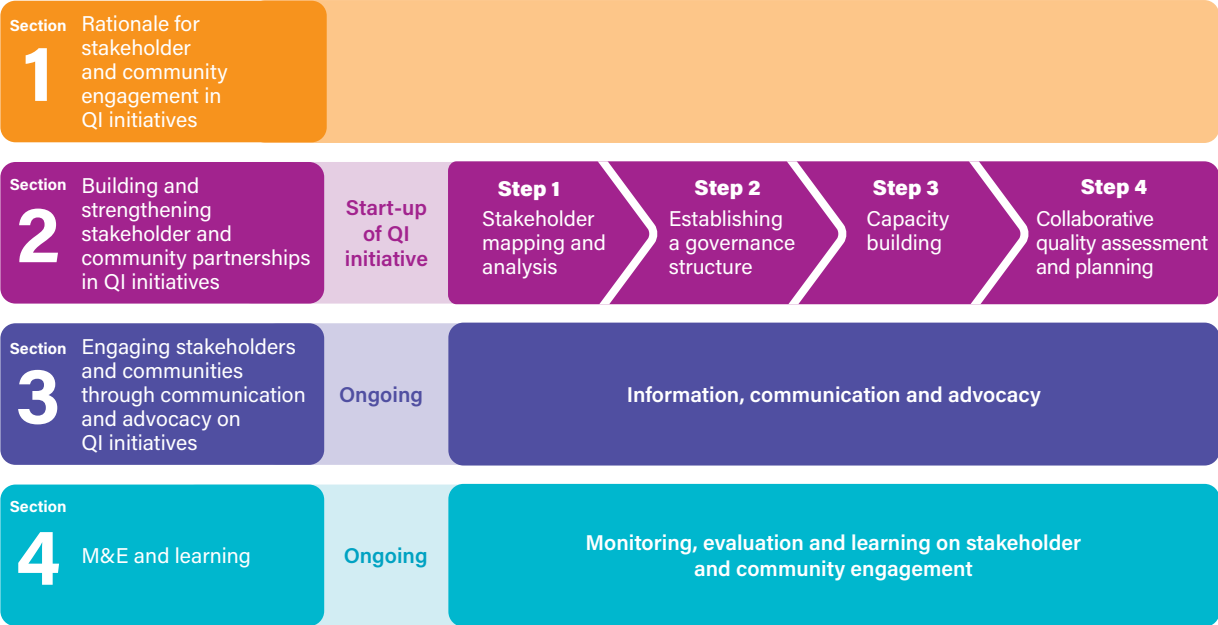 Section
1
Rationale for
stakeholder
and community
engagement in
QI initiatives
Section
2
Building and
strengthening
stakeholder and
community partnerships
in QI initiatives
Start-up
of QI
initiative
Step 1
Stakeholder
mapping and
analysis
Step 2
Establishing
a governance
structure
Step 3
Capacity
building
Step 4
Collaborative
quality assessment
and planning
Section
3
Engaging stakeholders
and communities
through communication
and advocacy on
QI initiatives
Ongoing
Information, communication and advocacy
Section
4
M&E and learning
Ongoing
Monitoring, evaluation and learning on stakeholder
and community engagement